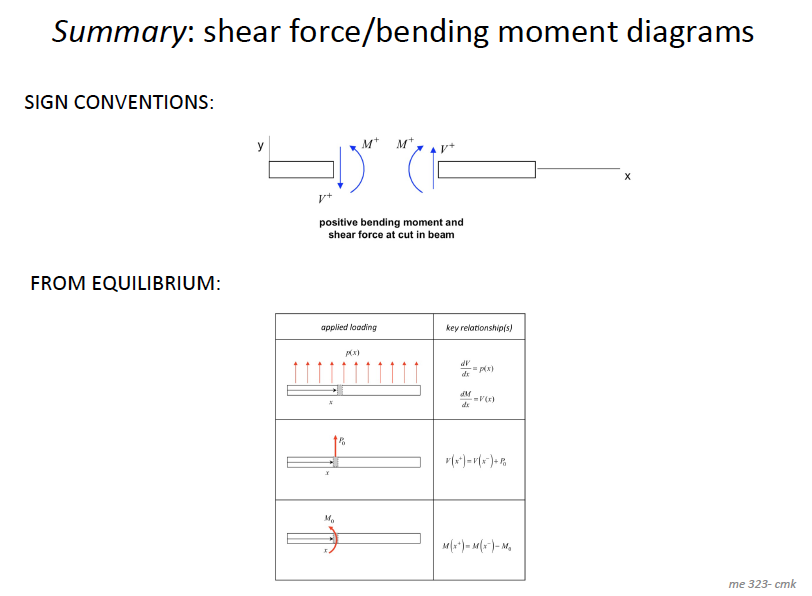 Summary: shear force/bending moment diagrams
SIGN CONVENTIONS:
y
M⁺ M⁺
V⁺
V⁺
x
positive bending moment and
shear force at cut in beam
FROM EQUILIBRIUM:
applied loading
key relationship(s)
p(x)
x
dV/dx = p(x)
dM/dx = V(x)
P₀
x
V(x⁺) = V(x⁻) + P₀
M₀
x
M(x⁺) = M(x⁻) − M₀
me 323- cmk